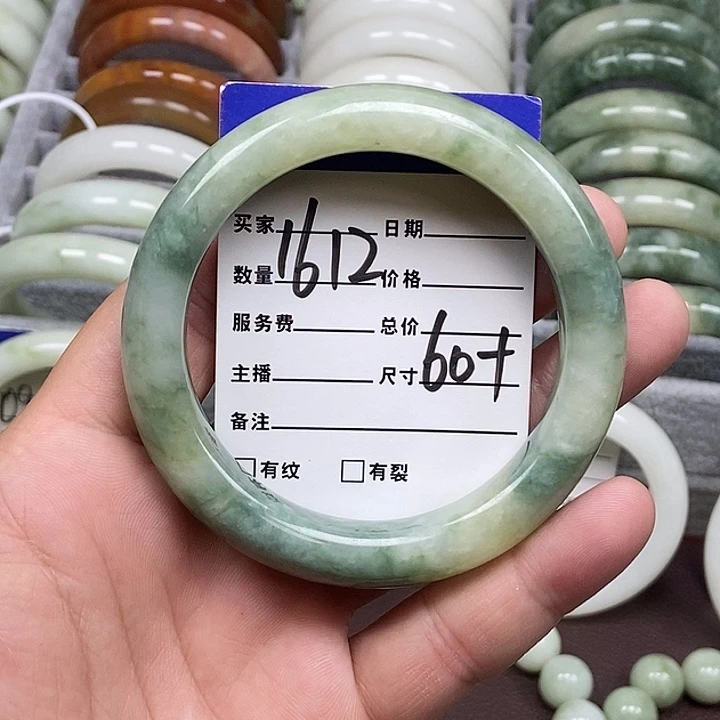 买家 日期
1612
数量 价格
服务费 总价
60+
主播 尺寸
备注
有纹 有裂